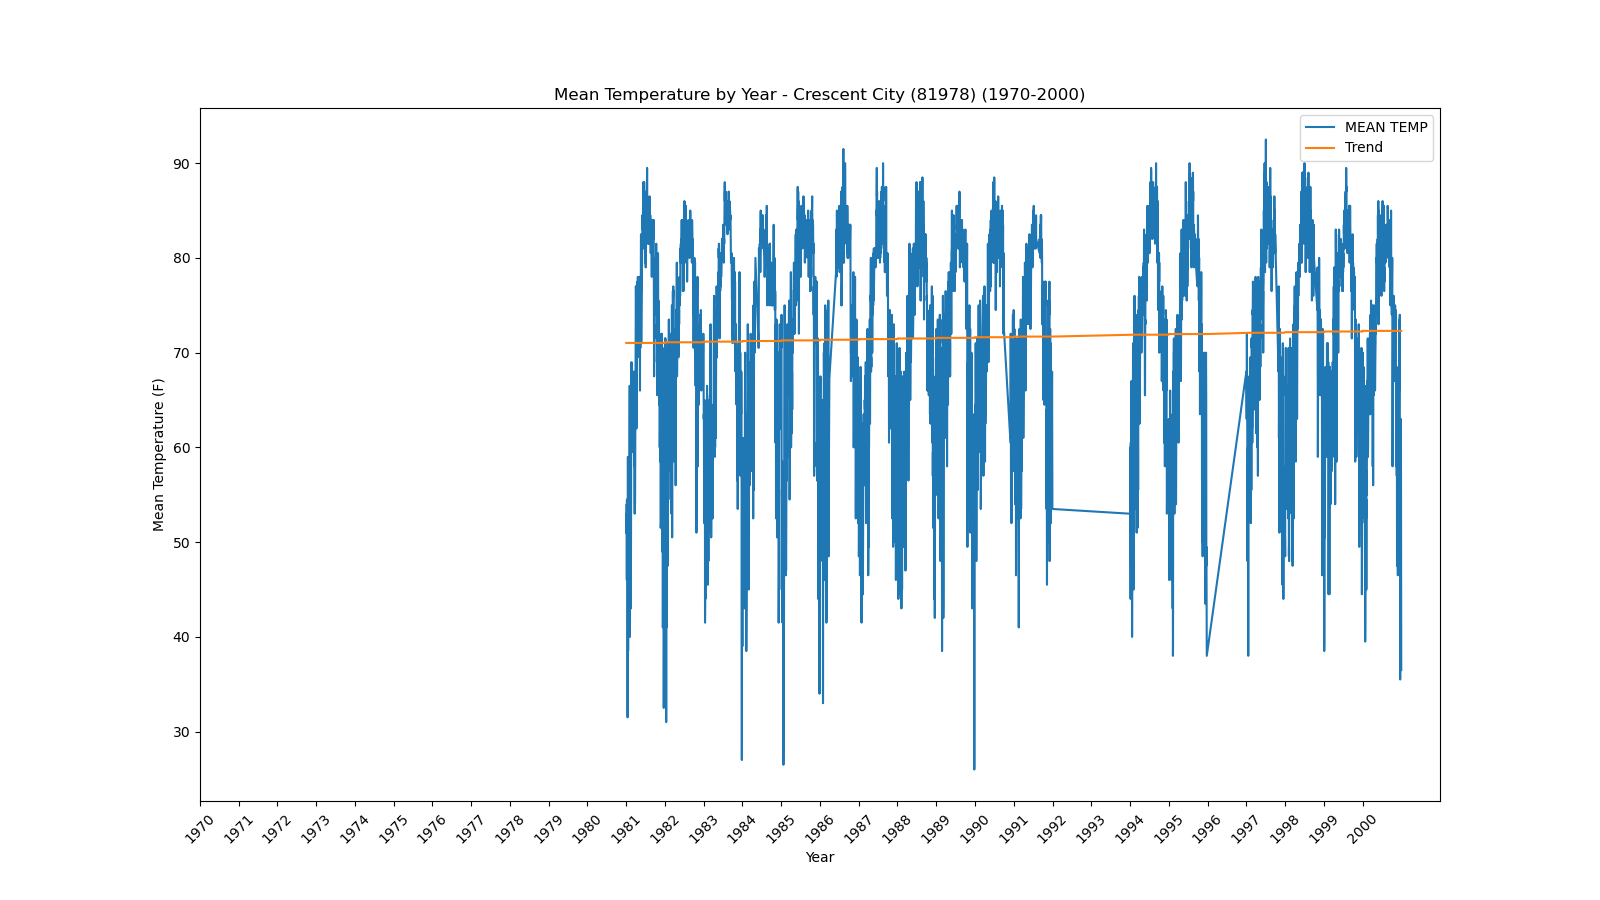 Mean Temperature by Year - Crescent City (81978) (1970-2000)
MEAN TEMP
Trend
90
80
70
60
50
40
30
Mean Temperature (F)
1970 1971 1972 1973 1974 1975 1976 1977 1978 1979 1980 1981 1982 1983 1984 1985 1986 1987 1988 1989 1990 1991 1992 1993 1994 1995 1996 1997 1998 1999 2000
Year